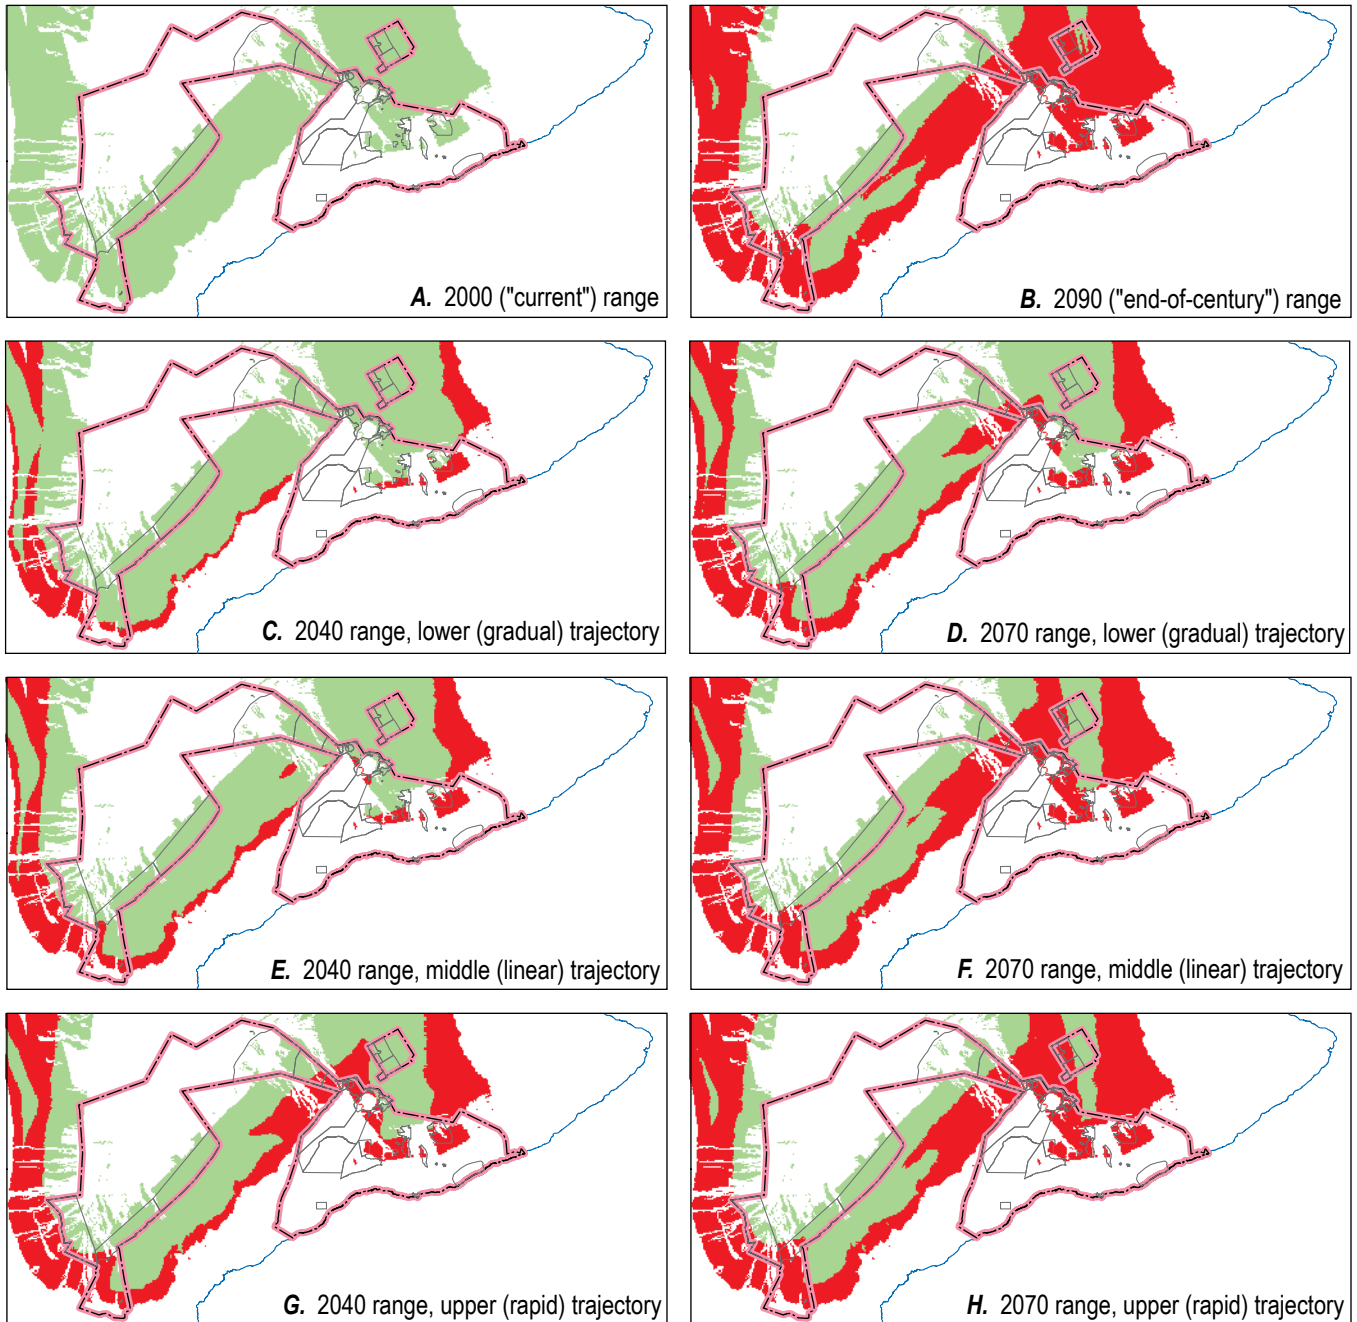 A. 2000 ("current") range
B. 2090 ("end-of-century") range
C. 2040 range, lower (gradual) trajectory
D. 2070 range, lower (gradual) trajectory
E. 2040 range, middle (linear) trajectory
F. 2070 range, middle (linear) trajectory
G. 2040 range, upper (rapid) trajectory
H. 2070 range, upper (rapid) trajectory